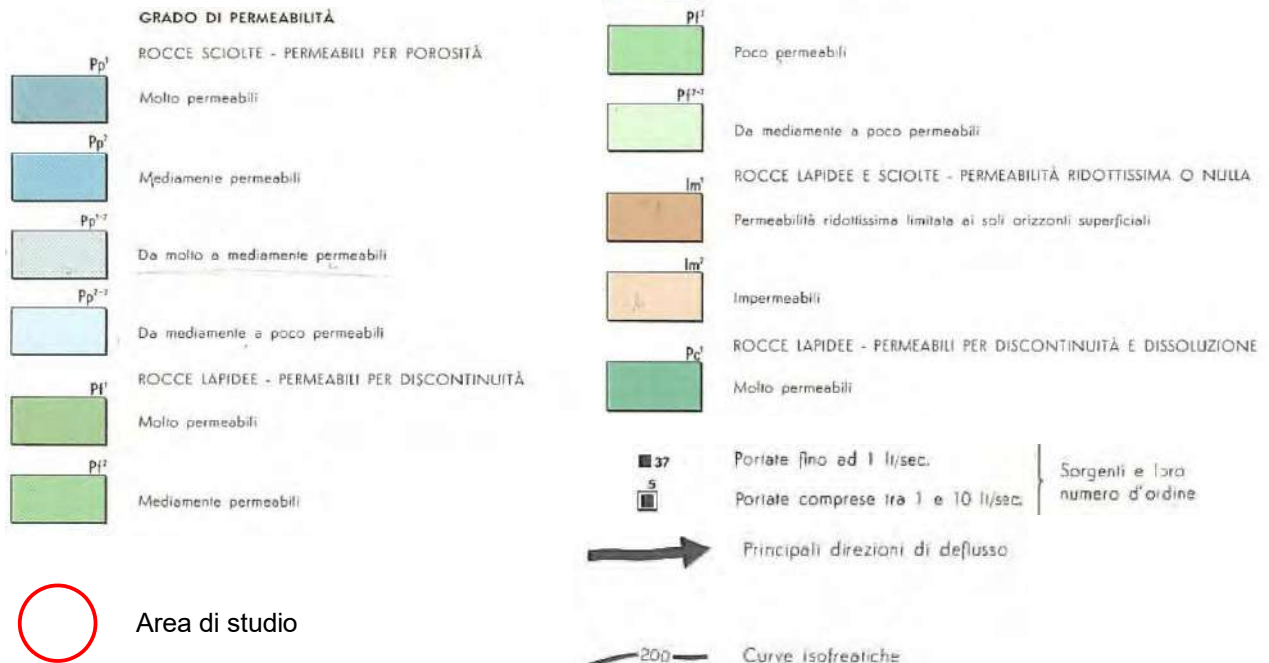 GRADO DI PERMEABILITÀ
ROCCE SCIOLTE - PERMEABILI PER POROSITÀ
Pp¹
Molto permeabili
Pp²
Mediamente permeabili
Pp¹⁻²
Da molto a mediamente permeabili
Pp²⁻³
Da mediamente a poco permeabili
ROCCE LAPIDEE - PERMEABILI PER DISCONTINUITÀ
Pf¹
Molto permeabili
Pf²
Mediamente permeabili
Area di studio
Pf³
Poco permeabili
Pf²⁻³
Da mediamente a poco permeabili
ROCCE LAPIDEE E SCIOLTE - PERMEABILITÀ RIDOTTISSIMA O NULLA
Im¹
Permeabilità ridottissima limitata ai soli orizzonti superficiali
Im²
Impermeabili
ROCCE LAPIDEE - PERMEABILI PER DISCONTINUITÀ E DISSOLUZIONE
Pc¹
Molto permeabili
37 Portate fino ad 1 lt/sec.
5
Portate comprese tra 1 e 10 lt/sec.
Sorgenti e loro
numero d'ordine
Principali direzioni di deflusso
200 Curve isofreatiche